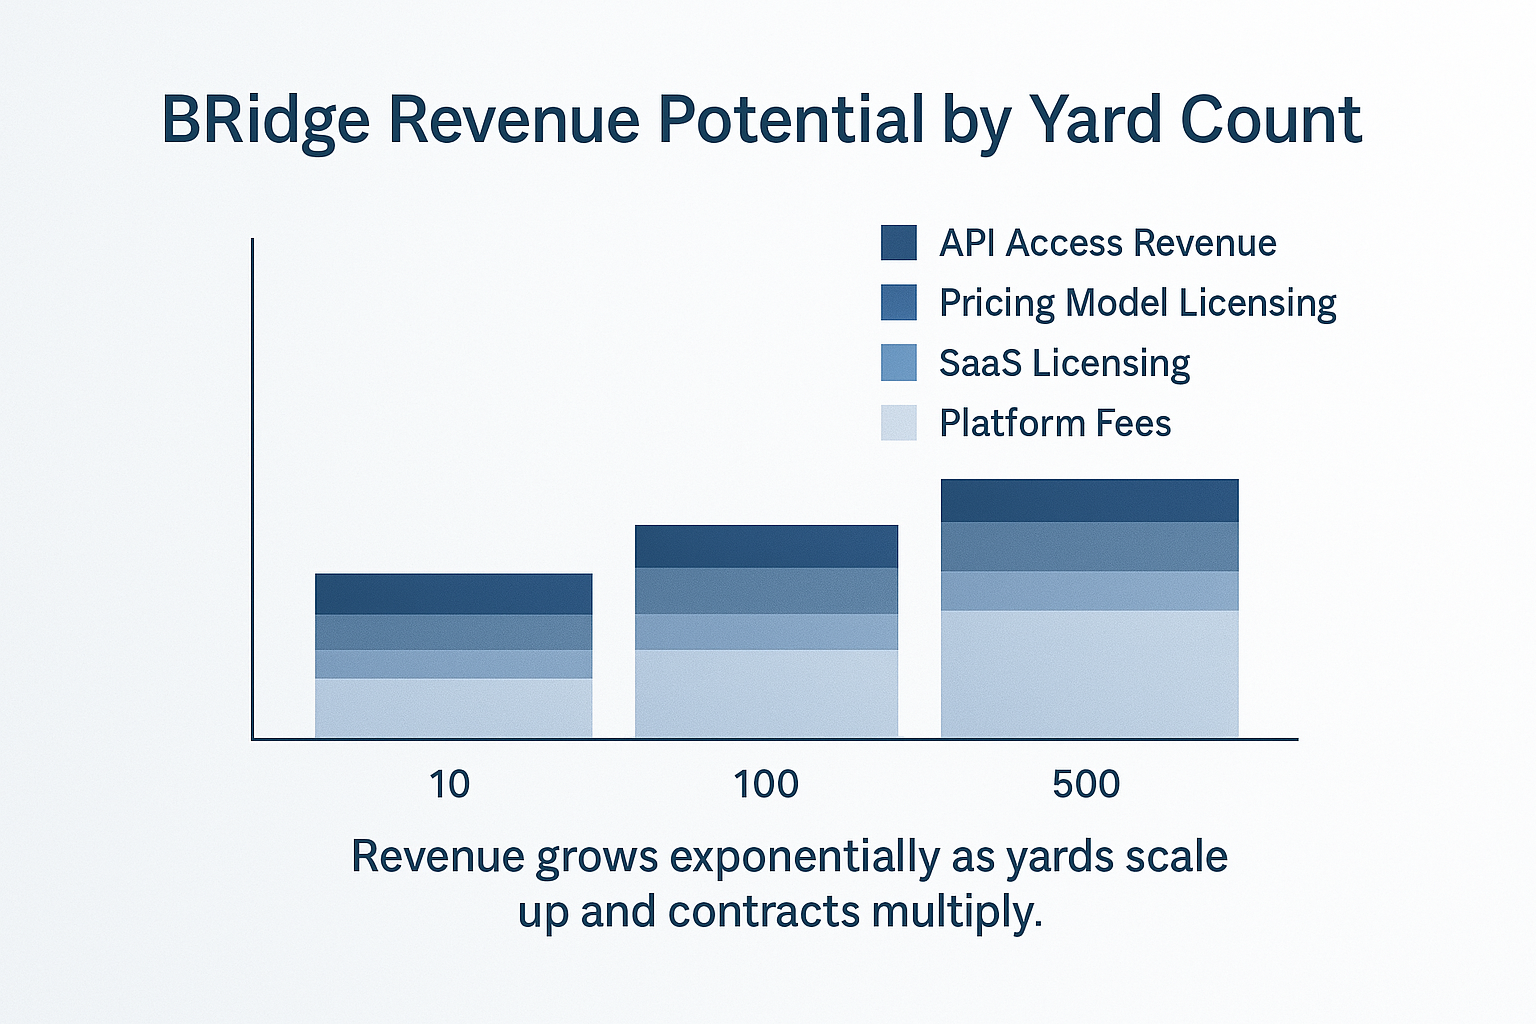 BRidge Revenue Potential by Yard Count
API Access Revenue
Pricing Model Licensing
SaaS Licensing
Platform Fees
10
100
500
Revenue grows exponentially as yards scale
up and contracts multiply.